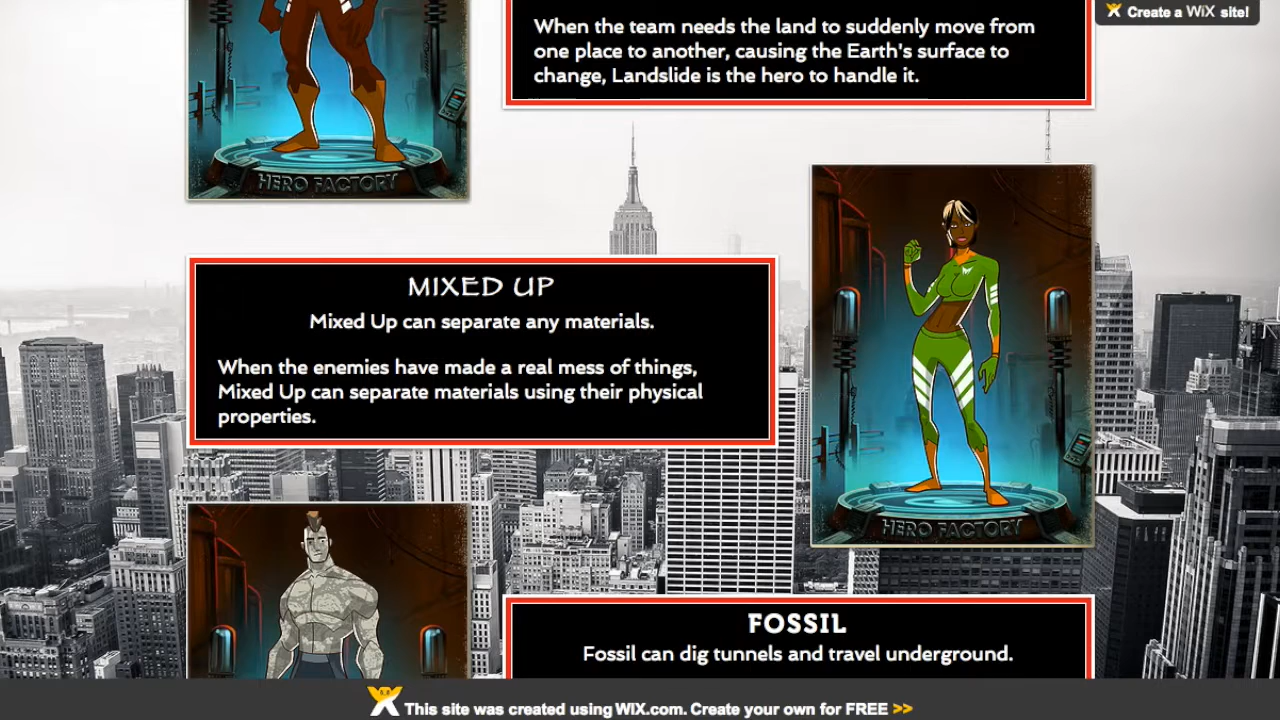 Create a WiX site!
When the team needs the land to suddenly move from
one place to another, causing the Earth's surface to
change, Landslide is the hero to handle it.
HERO FACTORY
MIXED UP
Mixed Up can separate any materials.
When the enemies have made a real mess of things,
Mixed Up can separate materials using their physical
properties.
HERO FACTORY
FOSSIL
Fossil can dig tunnels and travel underground.
This site was created using WIX.com. Create your own for FREE >>